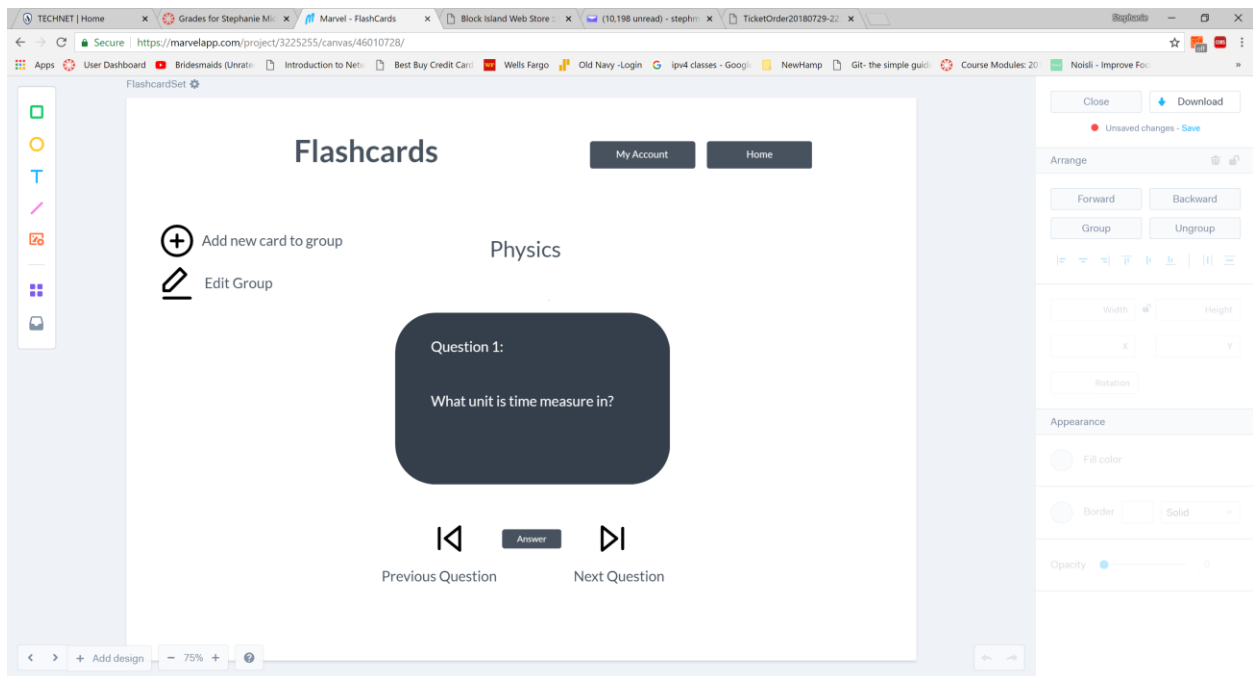 TECHNET | Home
Grades for Stephanie Mic
Marvel - FlashCards
Block Island Web Store ::
(10,198 unread) - stephm
TicketOrder20180729-22
Stephanie
Secure
https://marvelapp.com/project/3225255/canvas/46010728/
Apps
User Dashboard
Bridesmaids (Unrate
Introduction to Net
Best Buy Credit Card
Wells Fargo
Old Navy -Login
ipv4 classes - Googl
NewHamp
Git- the simple guid
Course Modules: 20
Noisli - Improve Foc
»
FlashcardSet
Close
Download
Unsaved changes - Save
Flashcards
My Account
Home
Arrange
Forward
Backward
Group
Ungroup
Add new card to group
Edit Group
Physics
Width
Height
X
Y
Rotation
Question 1:
What unit is time measure in?
Appearance
Fill color
Border
Solid
Opacity
0
Answer
Previous Question
Next Question
+ Add design
− 75% +